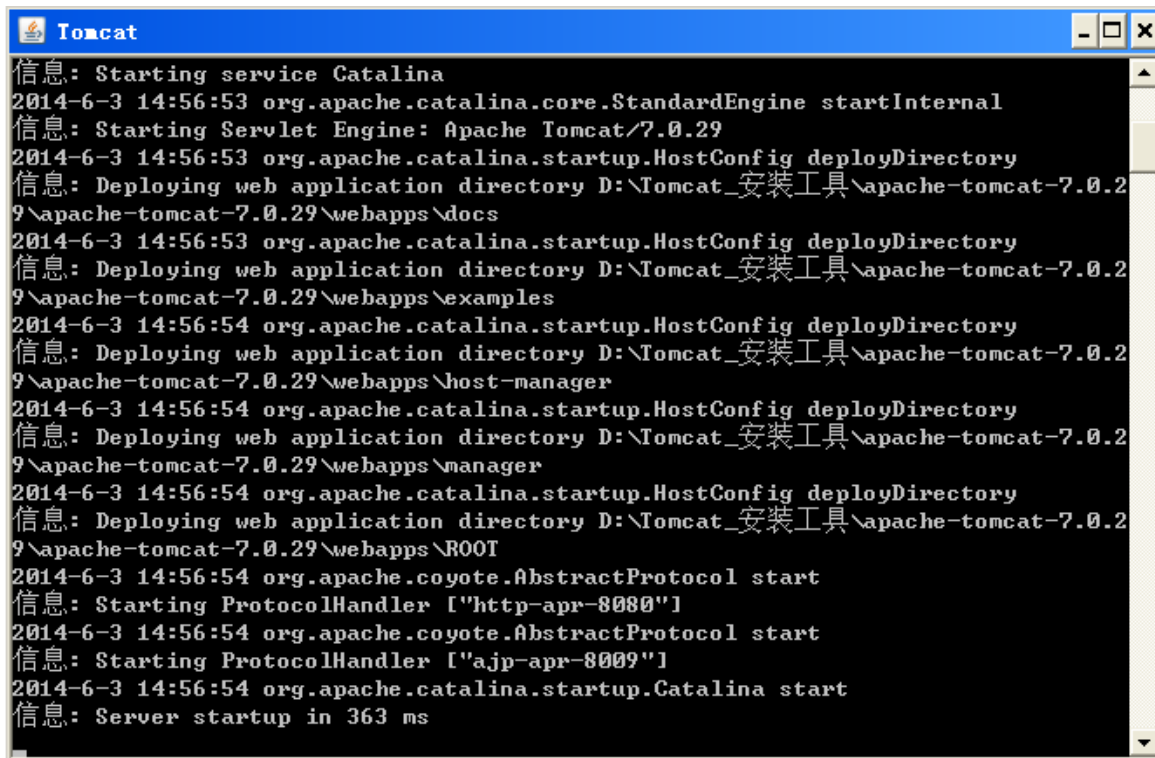 Tomcat
信息: Starting service Catalina
2014-6-3 14:56:53 org.apache.catalina.core.StandardEngine startInternal
信息: Starting Servlet Engine: Apache Tomcat/7.0.29
2014-6-3 14:56:53 org.apache.catalina.startup.HostConfig deployDirectory
信息: Deploying web application directory D:\Tomcat_安装工具\apache-tomcat-7.0.2
9\apache-tomcat-7.0.29\webapps\docs
2014-6-3 14:56:53 org.apache.catalina.startup.HostConfig deployDirectory
信息: Deploying web application directory D:\Tomcat_安装工具\apache-tomcat-7.0.2
9\apache-tomcat-7.0.29\webapps\examples
2014-6-3 14:56:54 org.apache.catalina.startup.HostConfig deployDirectory
信息: Deploying web application directory D:\Tomcat_安装工具\apache-tomcat-7.0.2
9\apache-tomcat-7.0.29\webapps\host-manager
2014-6-3 14:56:54 org.apache.catalina.startup.HostConfig deployDirectory
信息: Deploying web application directory D:\Tomcat_安装工具\apache-tomcat-7.0.2
9\apache-tomcat-7.0.29\webapps\manager
2014-6-3 14:56:54 org.apache.catalina.startup.HostConfig deployDirectory
信息: Deploying web application directory D:\Tomcat_安装工具\apache-tomcat-7.0.2
9\apache-tomcat-7.0.29\webapps\ROOT
2014-6-3 14:56:54 org.apache.coyote.AbstractProtocol start
信息: Starting ProtocolHandler ["http-apr-8080"]
2014-6-3 14:56:54 org.apache.coyote.AbstractProtocol start
信息: Starting ProtocolHandler ["ajp-apr-8009"]
2014-6-3 14:56:54 org.apache.catalina.startup.Catalina start
信息: Server startup in 363 ms